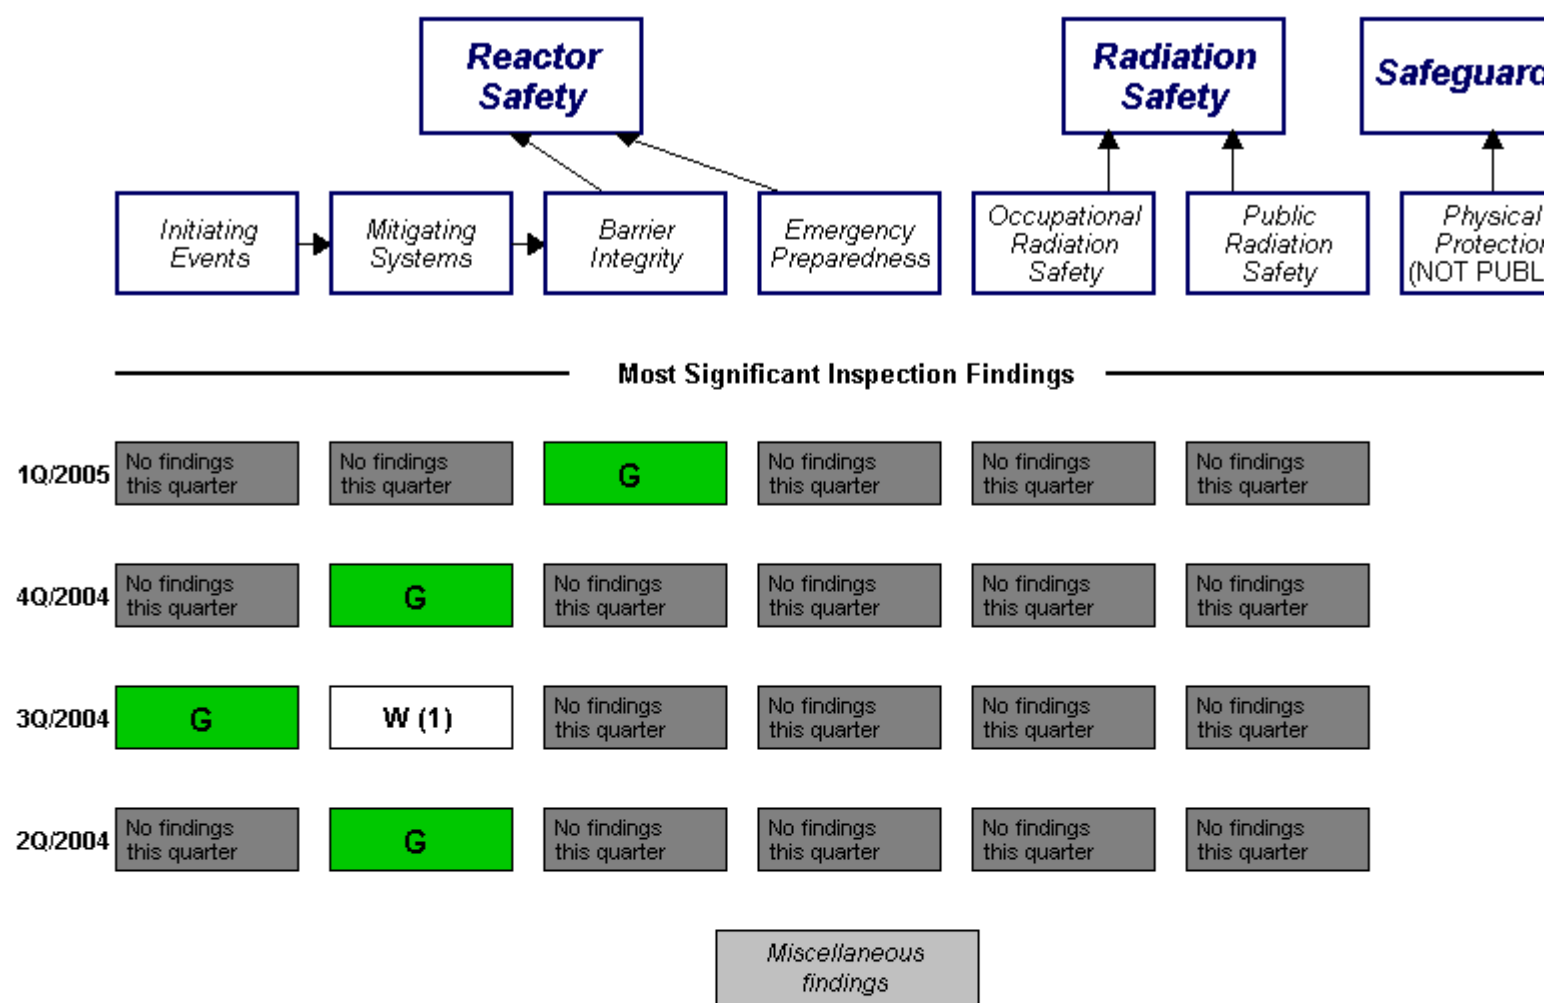 Reactor
Safety
Radiation
Safety
Safeguard
Initiating
Events
Mitigating
Systems
Barrier
Integrity
Emergency
Preparedness
Occupational
Radiation
Safety
Public
Radiation
Safety
Physical
Protection
(NOT PUBL
Most Significant Inspection Findings
1Q/2005
No findings
this quarter
No findings
this quarter
G
No findings
this quarter
No findings
this quarter
No findings
this quarter
4Q/2004
No findings
this quarter
G
No findings
this quarter
No findings
this quarter
No findings
this quarter
No findings
this quarter
3Q/2004
G
W (1)
No findings
this quarter
No findings
this quarter
No findings
this quarter
No findings
this quarter
2Q/2004
No findings
this quarter
G
No findings
this quarter
No findings
this quarter
No findings
this quarter
No findings
this quarter
Miscellaneous
findings